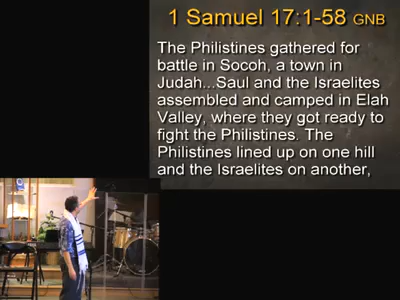 1 Samuel 17:1-58 GNB
The Philistines gathered for
battle in Socoh, a town in
Judah...Saul and the Israelites
assembled and camped in Elah
Valley, where they got ready to
fight the Philistines. The
Philistines lined up on one hill
and the Israelites on another,